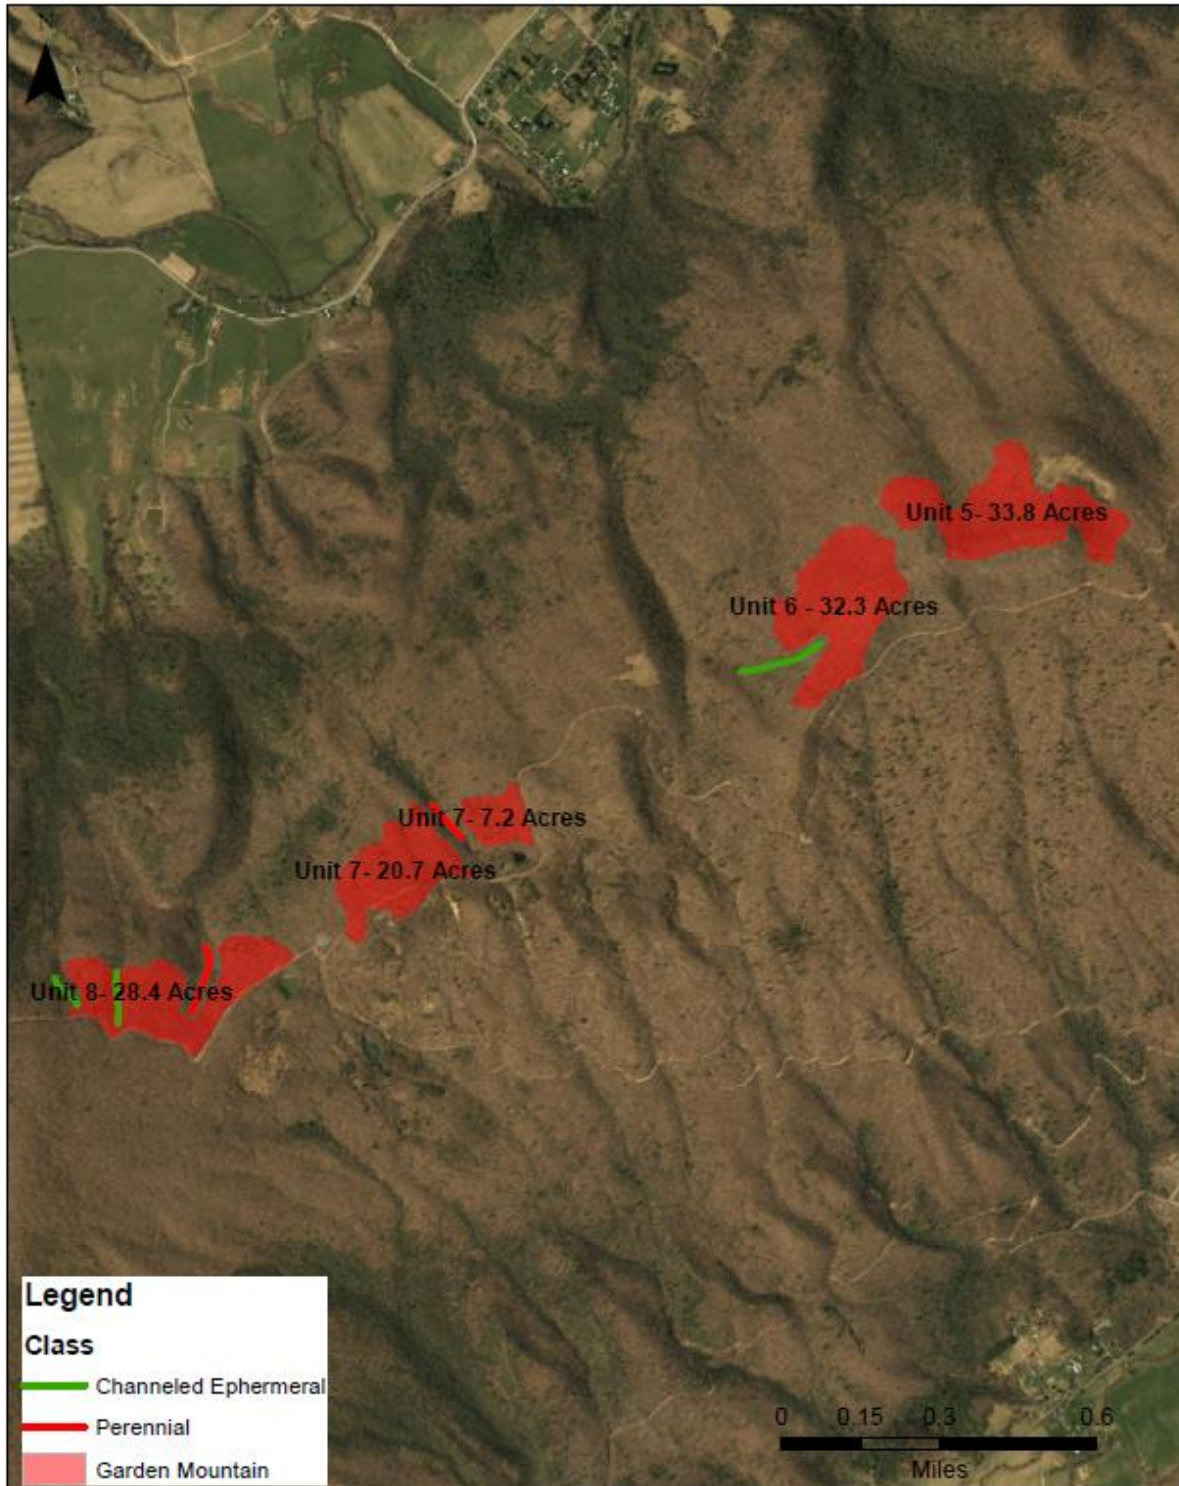 Unit 5- 33.8 Acres
Unit 6 - 32.3 Acres
Unit 7- 7.2 Acres
Unit 7- 20.7 Acres
Unit 8- 28.4 Acres
Legend
Class
Channeled Ephermeral
Perennial
Garden Mountain
0 0.15 0.3 0.6
Miles